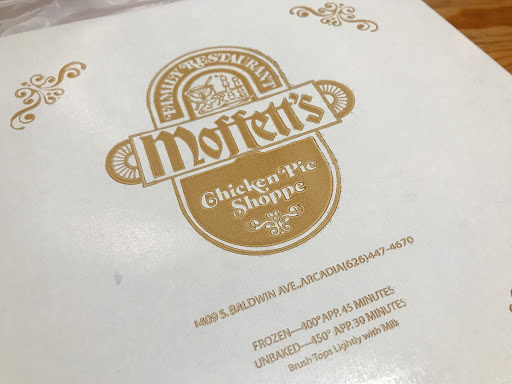 FAMILY RESTAURANT
Moffett's
Chicken Pie
Shoppe
1409 S. BALDWIN AVE., ARCADIA(626)447-4670
FROZEN—400° APP. 45 MINUTES
UNBAKED—450° APP. 30 MINUTES
Brush Tops Lightly with Milk